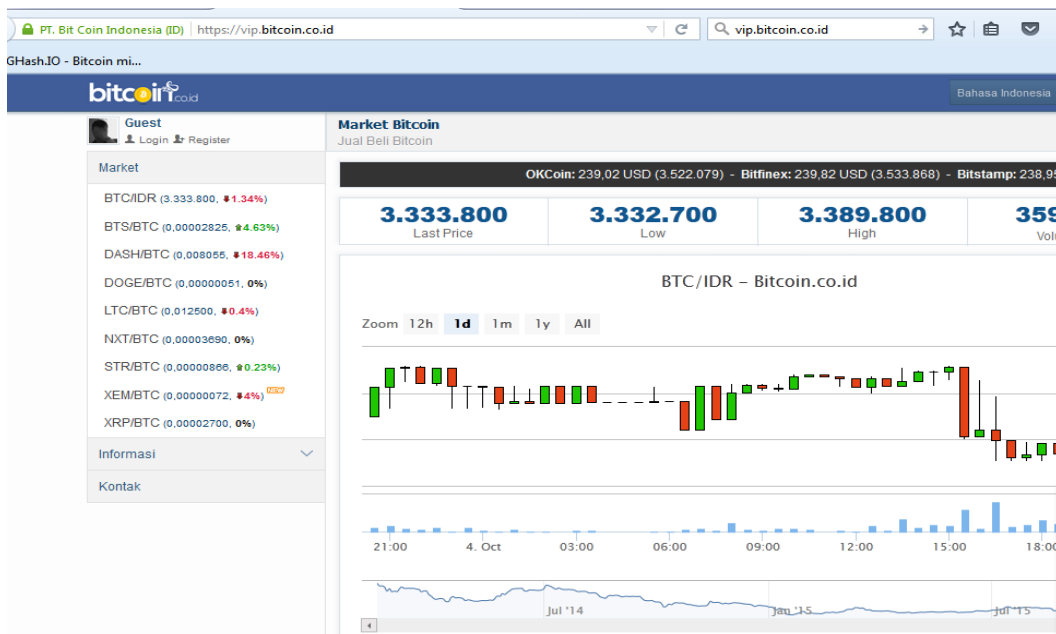 PT. Bit Coin Indonesia (ID) https://vip.bitcoin.co.id
vip.bitcoin.co.id
GHash.IO - Bitcoin mi...
bitcoin.co.id
Bahasa Indonesia
Guest
Login Register
Market
BTC/IDR (3.333.800, 1.34%)
BTS/BTC (0,00002825, 4.63%)
DASH/BTC (0,008055, 18.46%)
DOGE/BTC (0,00000051, 0%)
LTC/BTC (0,012500, 0.4%)
NXT/BTC (0,00003690, 0%)
STR/BTC (0,00000866, 0.23%)
XEM/BTC (0,00000072, 4%) NEW
XRP/BTC (0,00002700, 0%)
Informasi
Kontak
Market Bitcoin
Jual Beli Bitcoin
OKCoin: 239,02 USD (3.522.079) - Bitfinex: 239,82 USD (3.533.868) - Bitstamp: 238,95
3.333.800 3.332.700 3.389.800 359
Last Price Low High Volu
BTC/IDR – Bitcoin.co.id
Zoom 12h 1d 1m 1y All
21:00 4. Oct 03:00 06:00 09:00 12:00 15:00 18:00
Jul '14 Jan '15 Jul '15